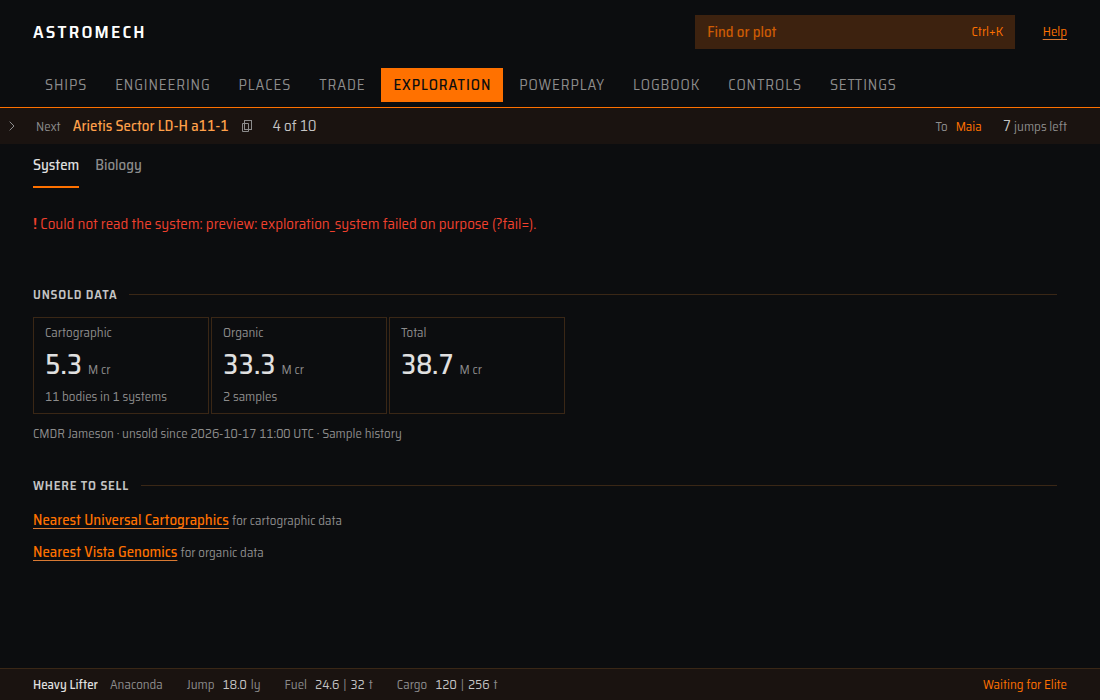 ASTROMECH
Find or plot Ctrl+K Help
SHIPS ENGINEERING PLACES TRADE EXPLORATION POWERPLAY LOGBOOK CONTROLS SETTINGS
Next Arietis Sector LD-H a11-1 4 of 10 To Maia 7 jumps left
System Biology
! Could not read the system: preview: exploration_system failed on purpose (?fail=).
UNSOLD DATA
Cartographic Organic Total
5.3 M cr 33.3 M cr 38.7 M cr
11 bodies in 1 systems 2 samples
CMDR Jameson · unsold since 2026-10-17 11:00 UTC · Sample history
WHERE TO SELL
Nearest Universal Cartographics for cartographic data
Nearest Vista Genomics for organic data
Heavy Lifter Anaconda Jump 18.0 ly Fuel 24.6 | 32 t Cargo 120 | 256 t Waiting for Elite